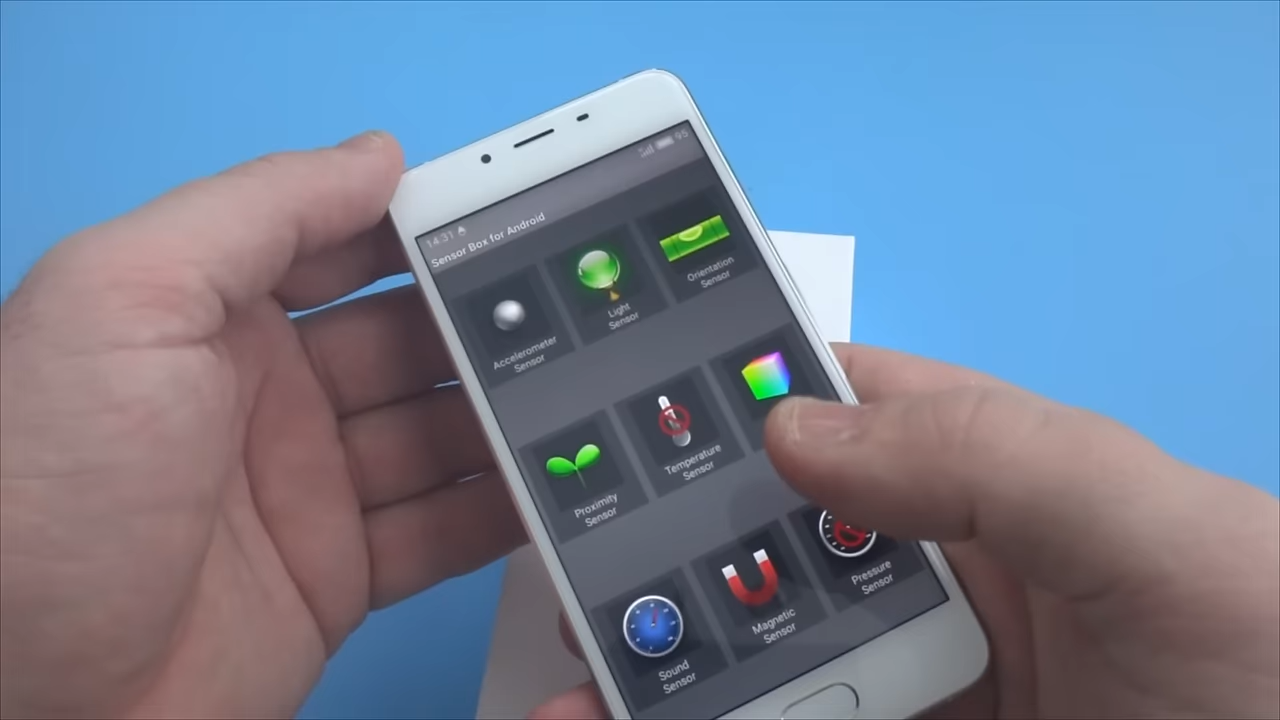 14:31
95
Sensor Box for Android
Accelerometer
Sensor
Light
Sensor
Orientation
Sensor
Proximity
Sensor
Temperature
Sensor
Sound
Sensor
Magnetic
Sensor
Pressure
Sensor